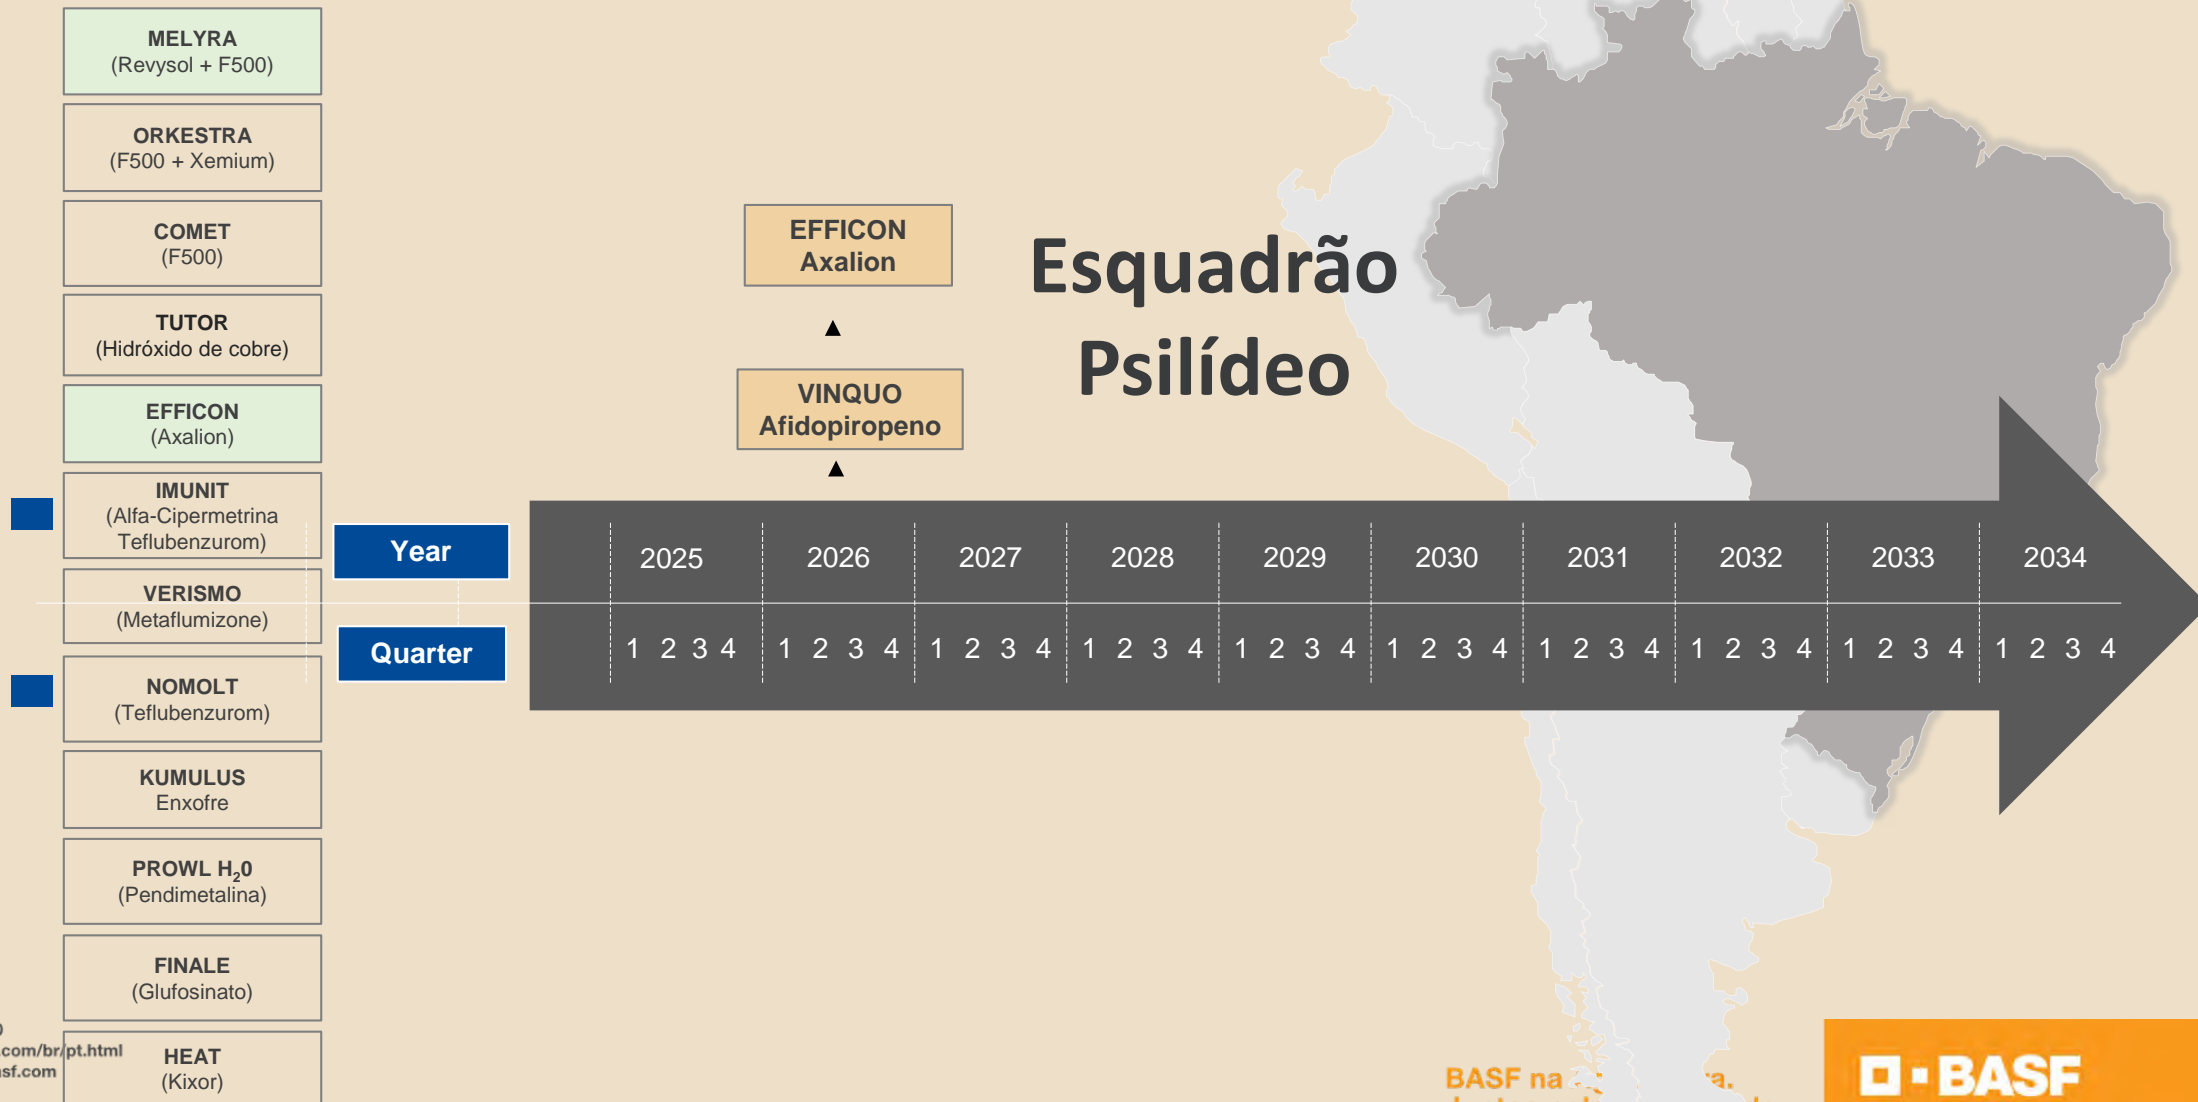 MELYRA
(Revysol + F500)
ORKESTRA
(F500 + Xemium)
COMET
(F500)
TUTOR
(Hidróxido de cobre)
EFFICON
(Axalion)
IMUNIT
(Alfa-Cipermetrina
Teflubenzurom)
VERISMO
(Metaflumizone)
NOMOLT
(Teflubenzurom)
KUMULUS
Enxofre
PROWL H₂0
(Pendimetalina)
FINALE
(Glufosinato)
HEAT
(Kixor)
EFFICON
Axalion
VINQUO
Afidopiropeno
Esquadrão
Psilídeo
Year
2025 2026 2027 2028 2029 2030 2031 2032 2033 2034
Quarter
1 2 3 4 1 2 3 4 1 2 3 4 1 2 3 4 1 2 3 4 1 2 3 4 1 2 3 4 1 2 3 4 1 2 3 4 1 2 3 4
.com/br/pt.html
sf.com
BASF na
BASF